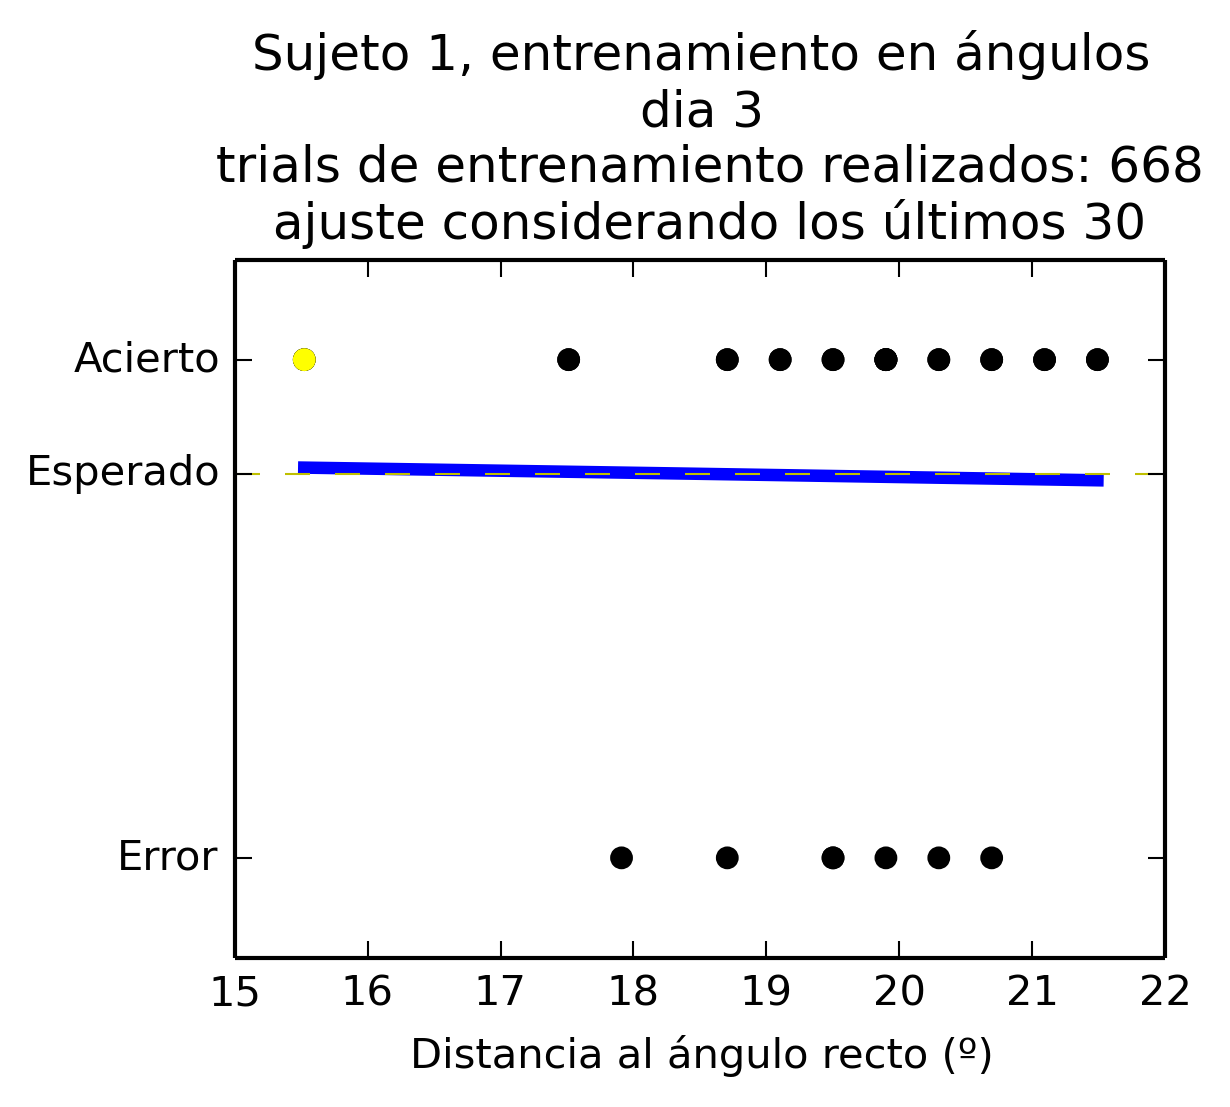 Sujeto 1, entrenamiento en ángulos
dia 3
trials de entrenamiento realizados: 668
ajuste considerando los últimos 30
Acierto
Esperado
Error
15 16 17 18 19 20 21 22
Distancia al ángulo recto (º)